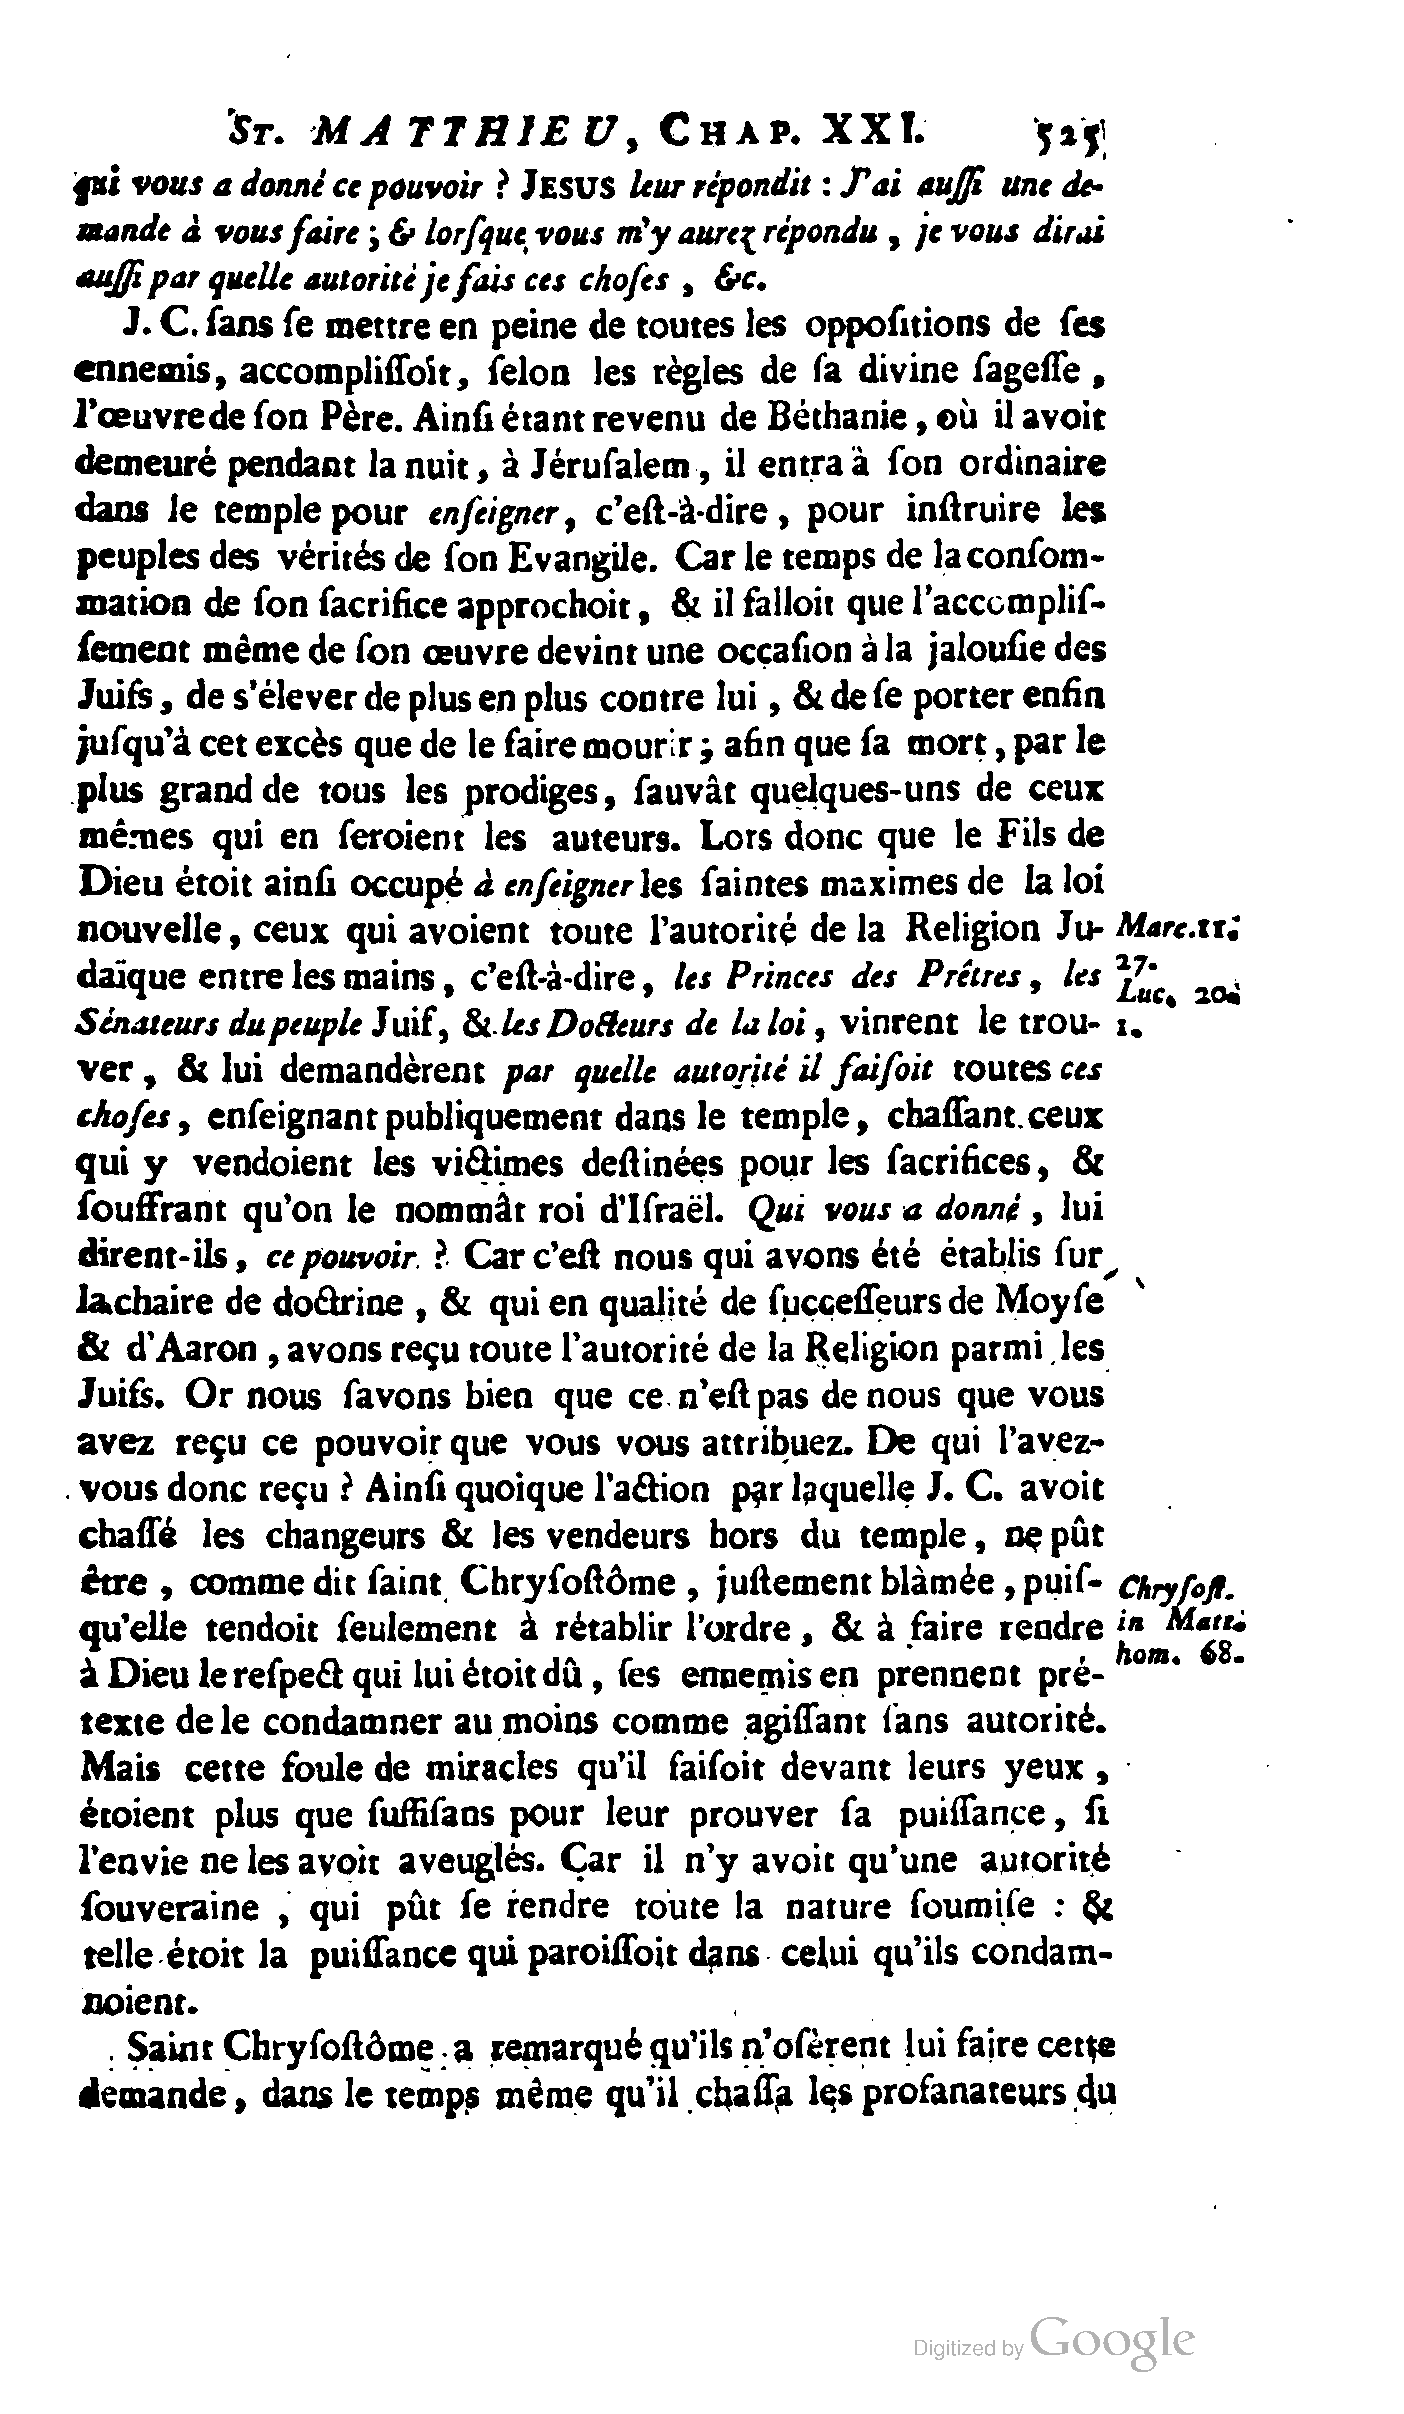 ST. MATTHIEU, CHAP. XXI. 525
qui vous a donné ce pouvoir ? JESUS leur répondit : J'ai auſſi une de-
mande à vous faire ; & lorſque vous m'y aurez répondu , je vous dirai
auſſi par quelle autorité je fais ces choſes , &c.
J. C. ſans ſe mettre en peine de toutes les oppoſitions de ſes
ennemis, accompliſſoit, ſelon les règles de ſa divine ſageſſe ,
l'œuvre de ſon Père. Ainſi étant revenu de Béthanie , où il avoit
demeuré pendant la nuit , à Jéruſalem , il entra à ſon ordinaire
dans le temple pour enſeigner, c'eſt-à-dire , pour inſtruire les
peuples des vérités de ſon Evangile. Car le temps de la conſom-
mation de ſon ſacrifice approchoit, & il falloit que l'accompliſ-
ſement même de ſon œuvre devint une occaſion à la jalouſie des
Juifs, de s'élever de plus en plus contre lui , & de ſe porter enfin
juſqu'à cet excès que de le faire mourir ; afin que ſa mort , par le
plus grand de tous les prodiges, ſauvât quelques-uns de ceux
mêmes qui en ſeroient les auteurs. Lors donc que le Fils de
Dieu étoit ainſi occupé à enſeigner les ſaintes maximes de la loi
nouvelle, ceux qui avoient toute l'autorité de la Religion Ju-
daïque entre les mains, c'eſt-à-dire, les Princes des Prêtres, les
Sénateurs du peuple Juif, & les Docteurs de la loi, vinrent le trou-
ver , & lui demandèrent par quelle autorité il faiſoit toutes ces
choſes, enſeignant publiquement dans le temple, chaſſant ceux
qui y vendoient les victimes deſtinées pour les ſacrifices, &
ſouffrant qu'on le nommât roi d'Iſraël. Qui vous a donné , lui
dirent-ils, ce pouvoir ? Car c'eſt nous qui avons été établis ſur
la chaire de doctrine , & qui en qualité de ſucceſſeurs de Moyſe
& d'Aaron , avons reçu toute l'autorité de la Religion parmi les
Juifs. Or nous ſavons bien que ce n'eſt pas de nous que vous
avez reçu ce pouvoir que vous vous attribuez. De qui l'avez-
vous donc reçu ? Ainſi quoique l'action par laquelle J. C. avoit
chaſſé les changeurs & les vendeurs hors du temple, ne pût
être , comme dit ſaint Chryſoſtôme , juſtement blâmée , puiſ-
qu'elle tendoit ſeulement à rétablir l'ordre , & à faire rendre
à Dieu le reſpect qui lui étoit dû, ſes ennemis en prennent pré-
texte de le condamner au moins comme agiſſant ſans autorité.
Mais cette foule de miracles qu'il faiſoit devant leurs yeux ,
étoient plus que ſuffiſans pour leur prouver ſa puiſſance, ſi
l'envie ne les avoit aveuglés. Car il n'y avoit qu'une autorité
ſouveraine , qui pût ſe rendre toute la nature ſoumiſe : &
telle étoit la puiſſance qui paroiſſoit dans celui qu'ils condam-
noient.
Saint Chryſoſtôme a remarqué qu'ils n'oſèrent lui faire cette
demande, dans le temps même qu'il chaſſa les profanateurs du
Marc. 11.
27.
Luc. 20.
1.
Chryſoſt.
in Matt.
hom. 68.
Digitized by Google